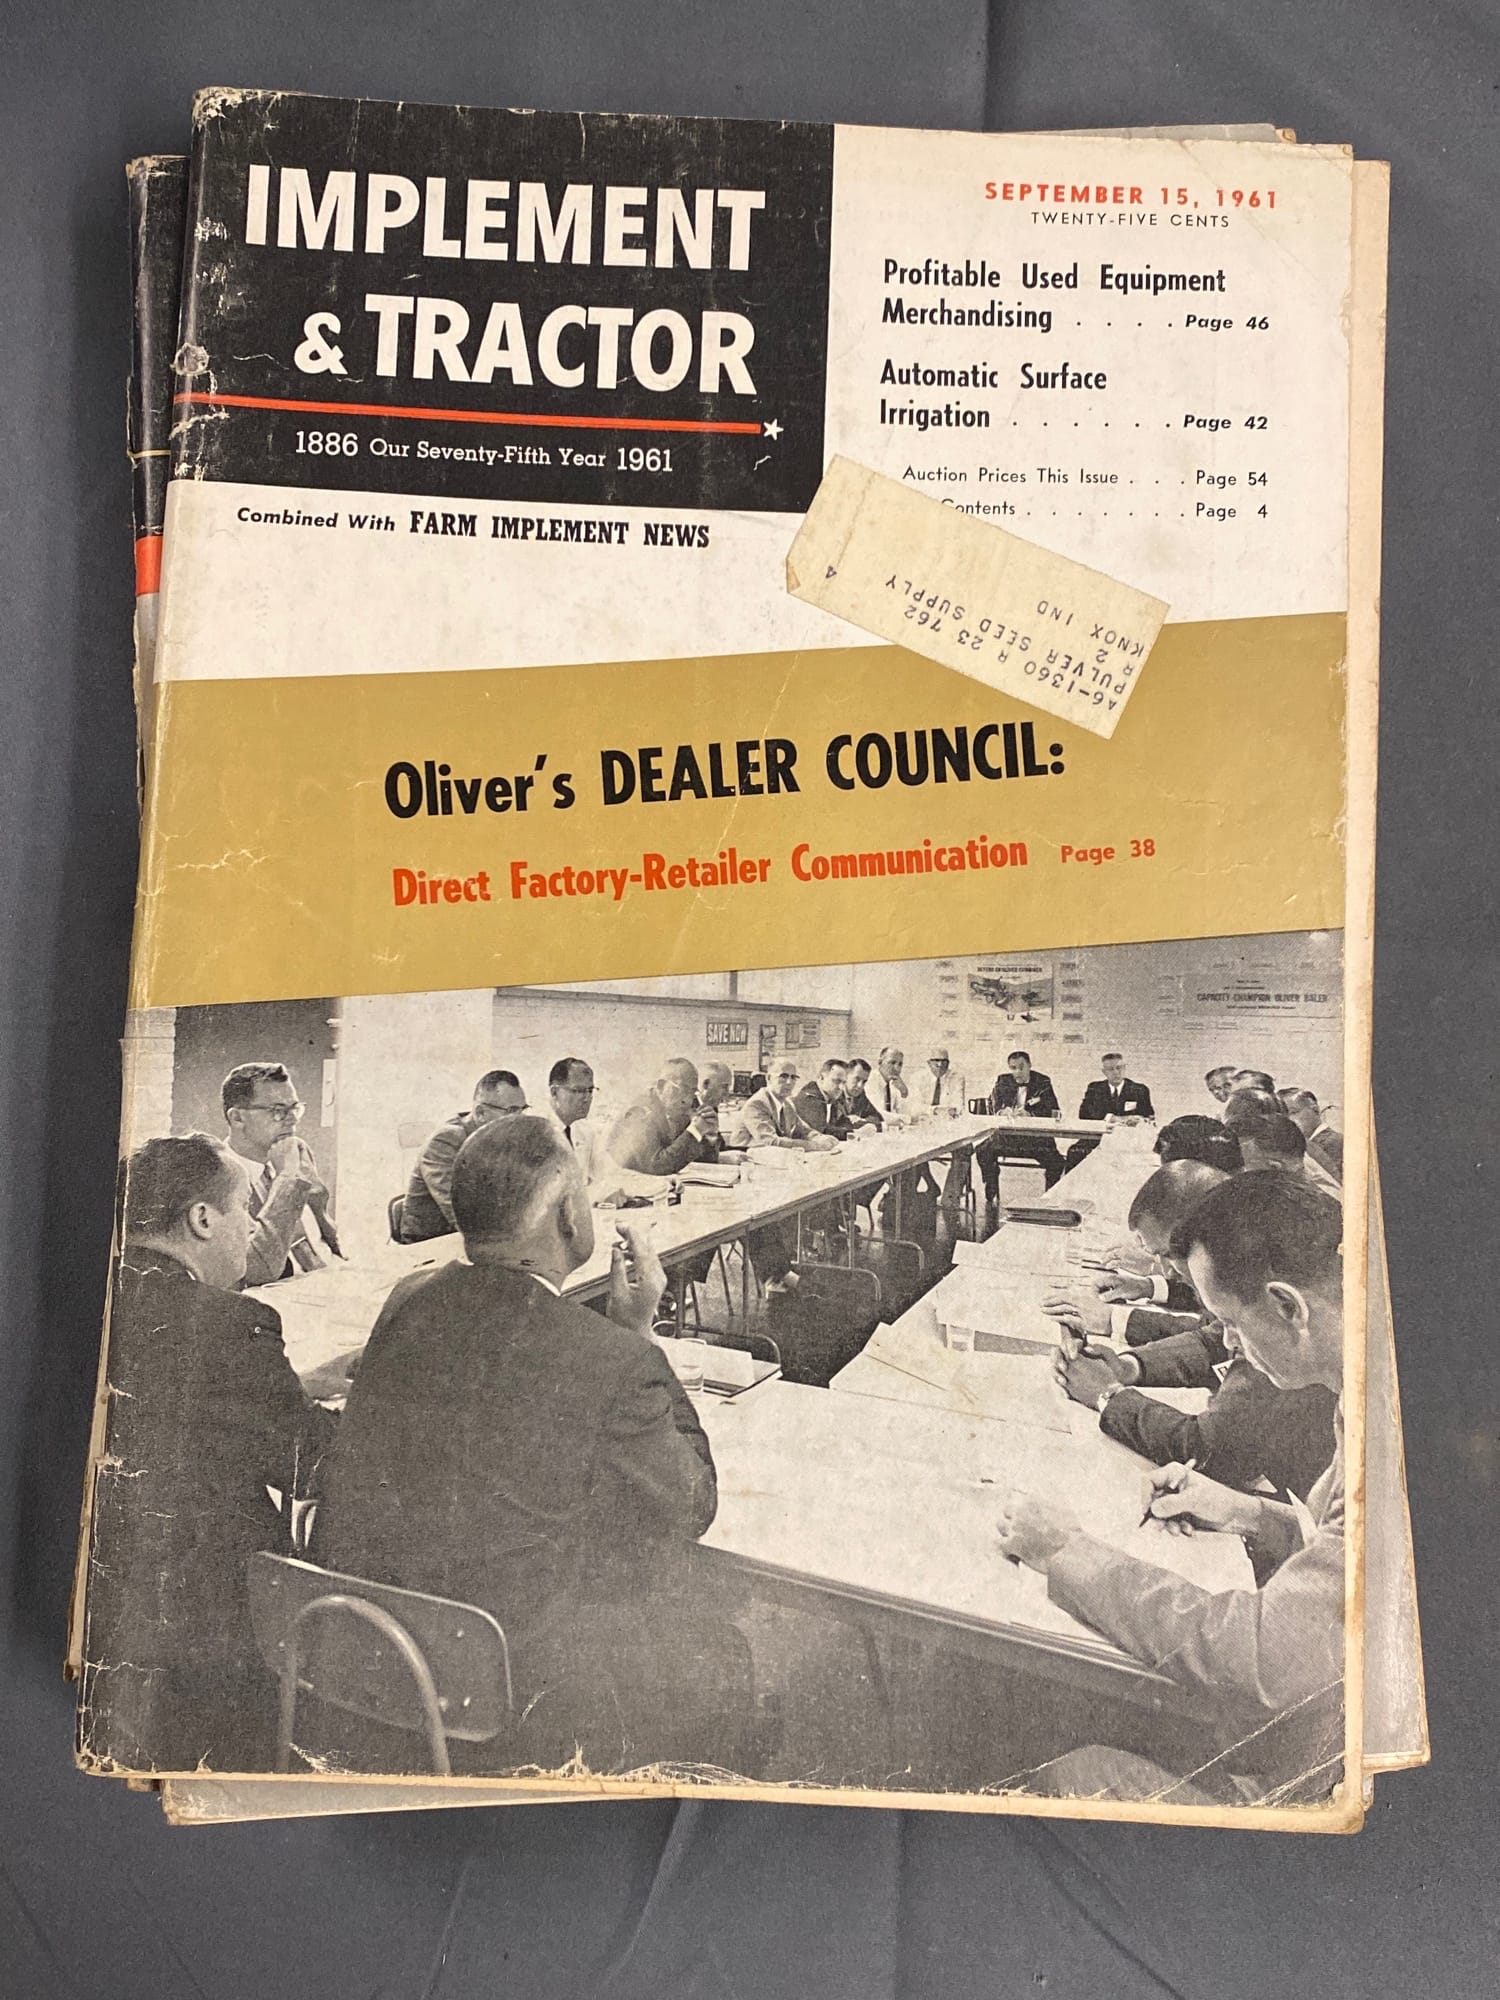 IMPLEMENT
& TRACTOR
1886 Our Seventy-Fifth Year 1961
Combined With FARM IMPLEMENT NEWS
SEPTEMBER 15, 1961
TWENTY-FIVE CENTS
Profitable Used Equipment
Merchandising . . . . Page 46
Automatic Surface
Irrigation . . . . . . Page 42
Auction Prices This Issue . . . Page 54
ontents . . . . . . . Page 4
A6-1360 R 23 762 4
PULVER SEED SUPPLY
R 2
KNOX IND
Oliver's DEALER COUNCIL:
Direct Factory-Retailer Communication Page 38
SAVE NOW
CAPACITY CHAMPION OLIVER BALER